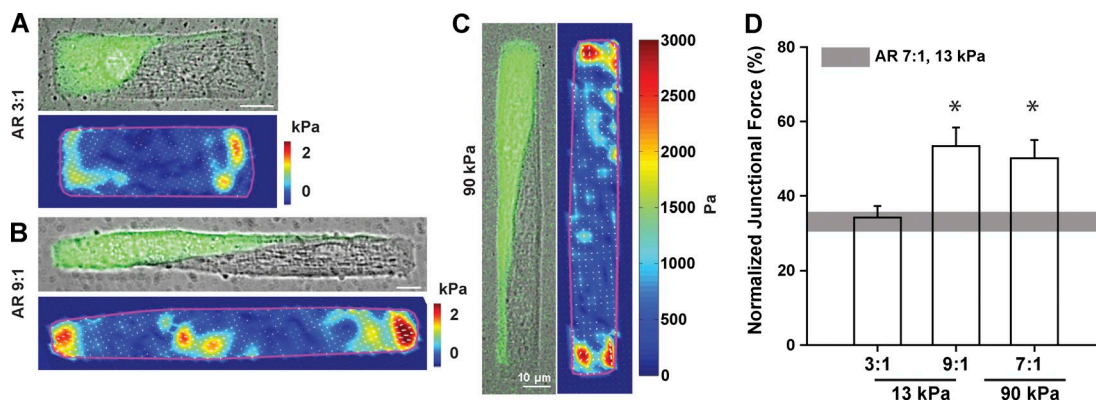 A
AR 3:1
kPa
2
0
B
AR 9:1
kPa
2
0
C
90 kPa
10 µm
3000
2500
2000
1500
1000
500
0
Pa
D
Normalized Junctional Force (%)
80
60
40
20
0
AR 7:1, 13 kPa
* *
3:1 9:1 7:1
13 kPa 90 kPa